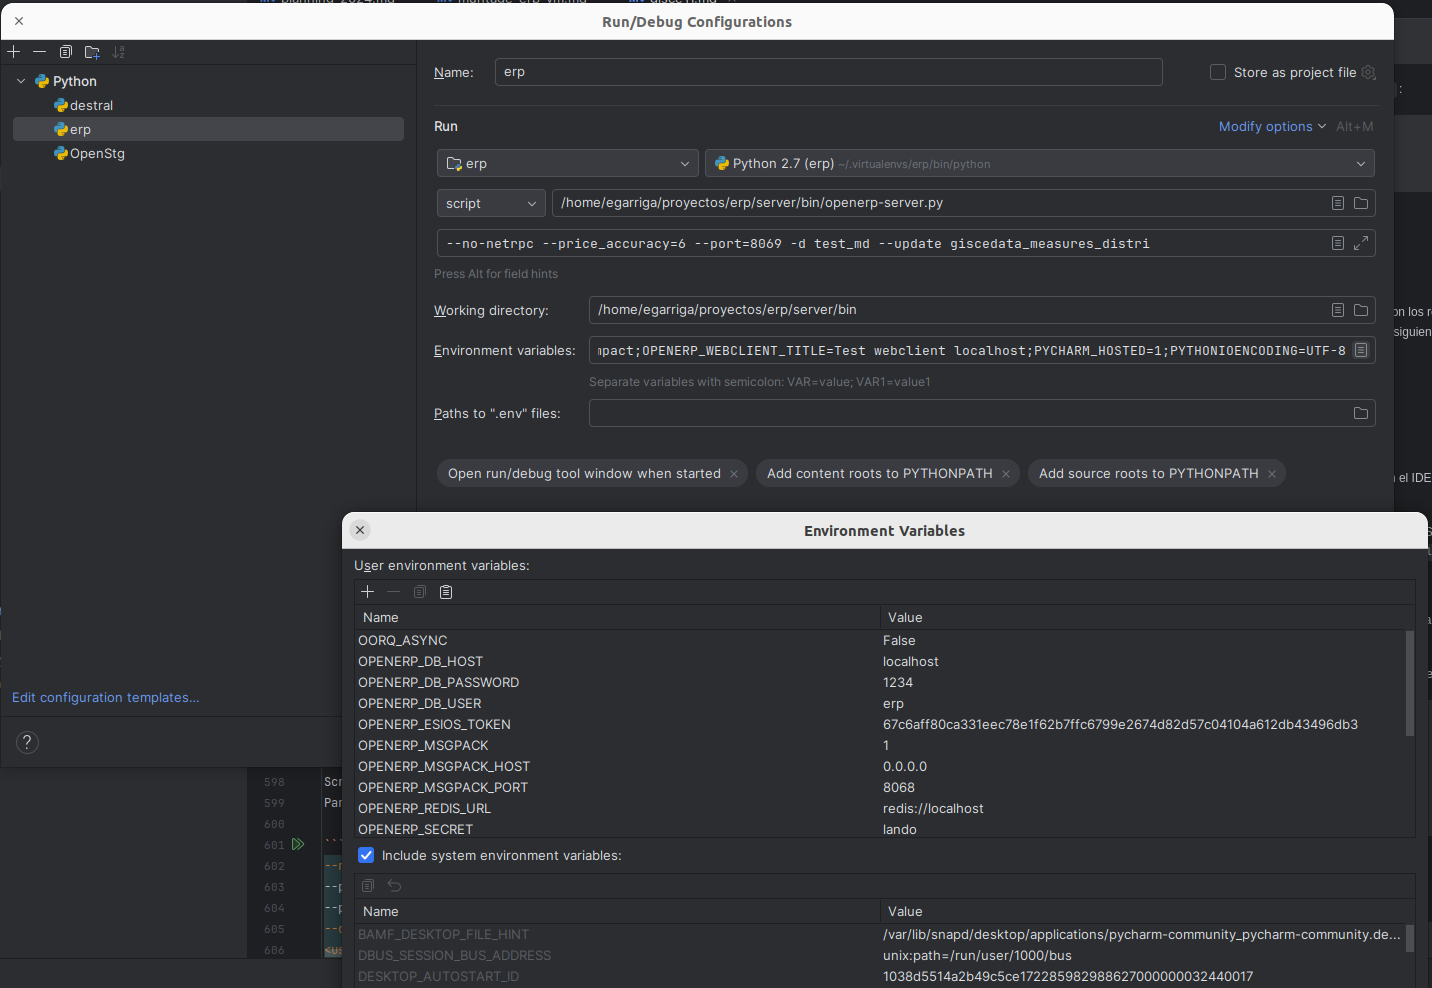 Run/Debug Configurations
Python
destral
erp
OpenStg
Edit configuration templates...
?
Name:
erp
Store as project file
Run
Modify options
Alt+M
erp
Python 2.7 (erp) ~/.virtualenvs/erp/bin/python
script
/home/egarriga/proyectos/erp/server/bin/openerp-server.py
--no-netrpc --price_accuracy=6 --port=8069 -d test_md --update giscedata_measures_distri
Press Alt for field hints
Working directory:
/home/egarriga/proyectos/erp/server/bin
Environment variables:
mpact;OPENERP_WEBCLIENT_TITLE=Test webclient localhost;PYCHARM_HOSTED=1;PYTHONIOENCODING=UTF-8
Separate variables with semicolon: VAR=value; VAR1=value1
Paths to ".env" files:
Open run/debug tool window when started
Add content roots to PYTHONPATH
Add source roots to PYTHONPATH
on los
siguien
el IDE
Environment Variables
User environment variables:
Name Value
OORQ_ASYNC False
OPENERP_DB_HOST localhost
OPENERP_DB_PASSWORD 1234
OPENERP_DB_USER erp
OPENERP_ESIOS_TOKEN 67c6aff80ca331eec78e1f62b7ffc6799e2674d82d57c04104a612db43496db3
OPENERP_MSGPACK 1
OPENERP_MSGPACK_HOST 0.0.0.0
OPENERP_MSGPACK_PORT 8068
OPENERP_REDIS_URL redis://localhost
OPENERP_SECRET lando
Include system environment variables:
Name Value
BAMF_DESKTOP_FILE_HINT /var/lib/snapd/desktop/applications/pycharm-community_pycharm-community.de...
DBUS_SESSION_BUS_ADDRESS unix:path=/run/user/1000/bus
DESKTOP_AUTOSTART_ID 1038d5514a2b49c5ce172285982988627000000032440017
598 Scr
599 Par
600
601 ```
602
603 --p
604 --p
605
606 <us